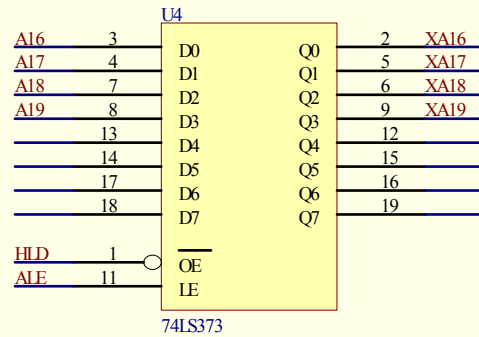 U4
A16 3 D0 Q0 2 XA16
A17 4 D1 Q1 5 XA17
A18 7 D2 Q2 6 XA18
A19 8 D3 Q3 9 XA19
13 D4 Q4 12
14 D5 Q5 15
17 D6 Q6 16
18 D7 Q7 19
HLD 1 OE
ALE 11 LE
74LS373